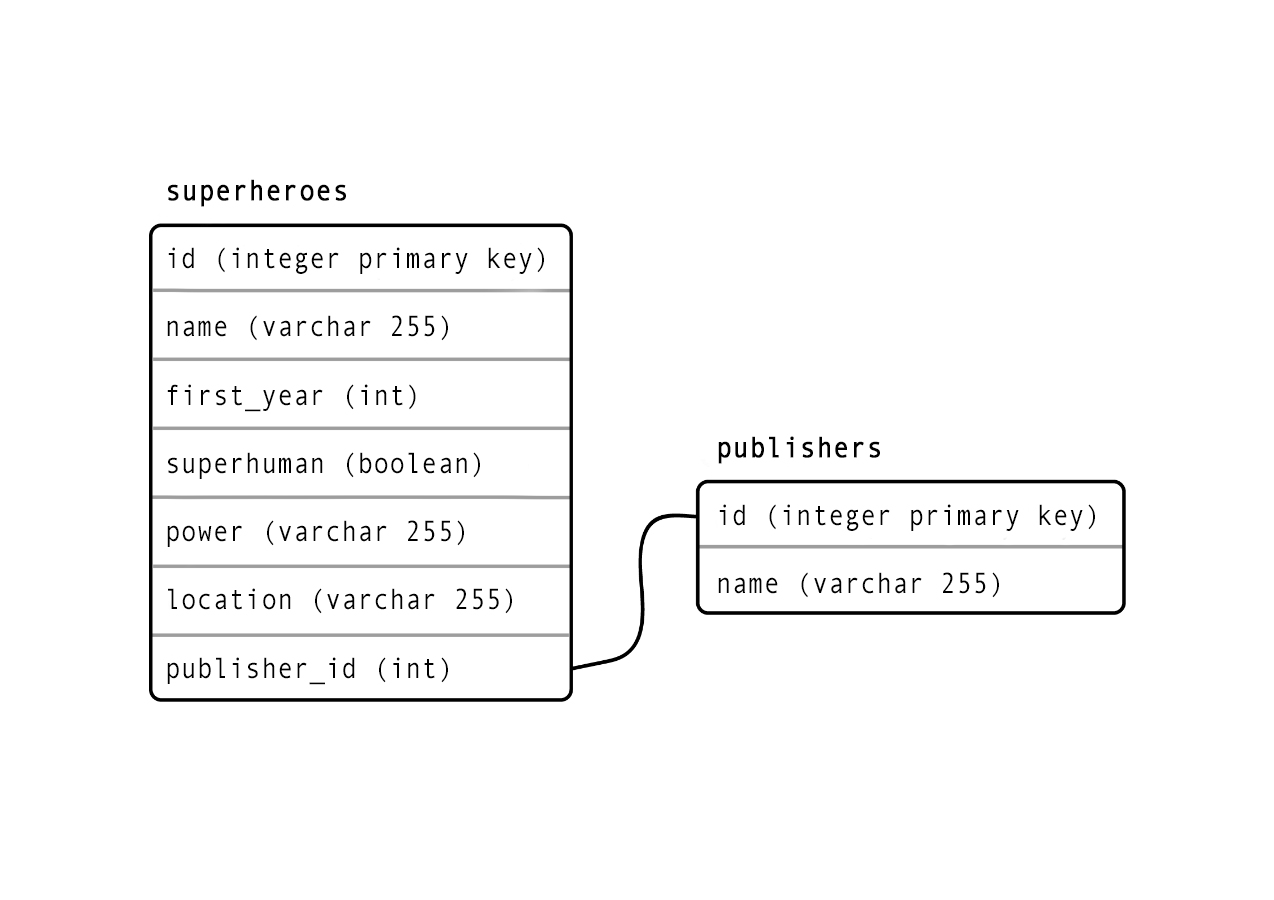 superheroes
id (integer primary key)
name (varchar 255)
first_year (int)
superhuman (boolean)
power (varchar 255)
location (varchar 255)
publisher_id (int)
publishers
id (integer primary key)
name (varchar 255)